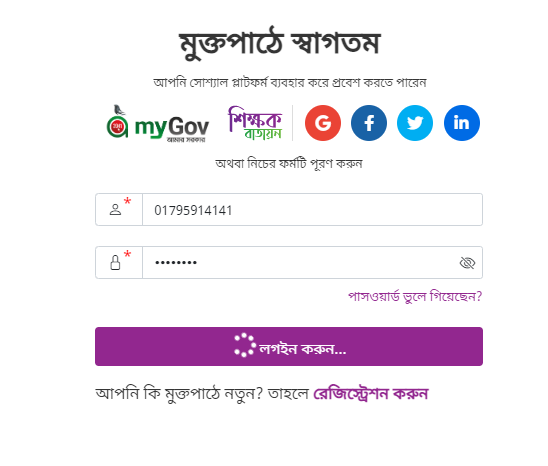 মুক্তপাঠে স্বাগতম
আপনি সোশ্যাল প্লাটফর্ম ব্যবহার করে প্রবেশ করতে পারেন
myGov
আমার সরকার
শিক্ষক
বাতায়ন
অথবা নিচের ফর্মটি পূরণ করুন
* 01795914141
* ••••••••
পাসওয়ার্ড ভুলে গিয়েছেন?
লগইন করুন...
আপনি কি মুক্তপাঠে নতুন? তাহলে রেজিস্ট্রেশন করুন